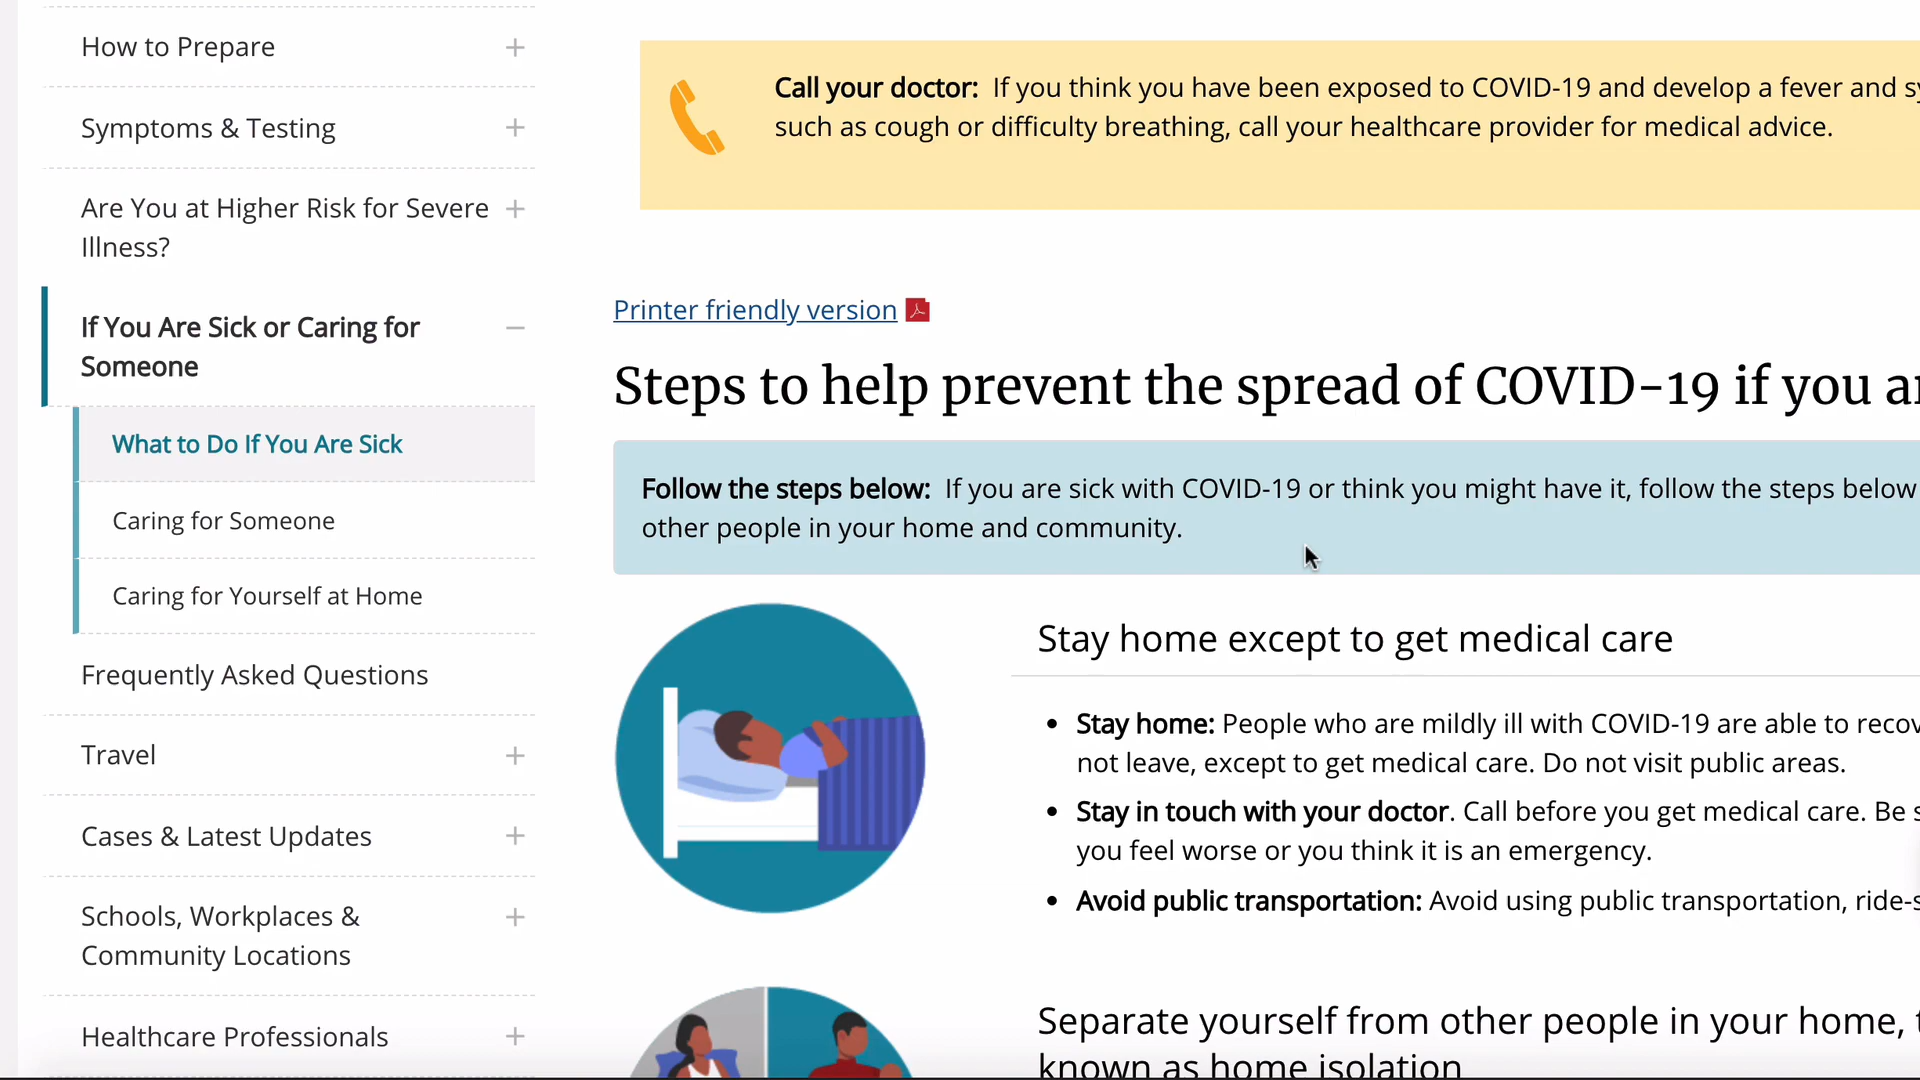 How to Prepare
Symptoms & Testing
Are You at Higher Risk for Severe
Illness?
If You Are Sick or Caring for
Someone
What to Do If You Are Sick
Caring for Someone
Caring for Yourself at Home
Frequently Asked Questions
Travel
Cases & Latest Updates
Schools, Workplaces &
Community Locations
Healthcare Professionals
Call your doctor: If you think you have been exposed to COVID-19 and develop a fever and
such as cough or difficulty breathing, call your healthcare provider for medical advice.
Printer friendly version
Steps to help prevent the spread of COVID-19 if you
Follow the steps below: If you are sick with COVID-19 or think you might have it, follow the steps below
other people in your home and community.
Stay home except to get medical care
• Stay home: People who are mildly ill with COVID-19 are able to
not leave, except to get medical care. Do not visit public areas.
• Stay in touch with your doctor. Call before you get medical care. Be
you feel worse or you think it is an emergency.
• Avoid public transportation: Avoid using public transportation,
Separate yourself from other people in your home,
known as home isolation